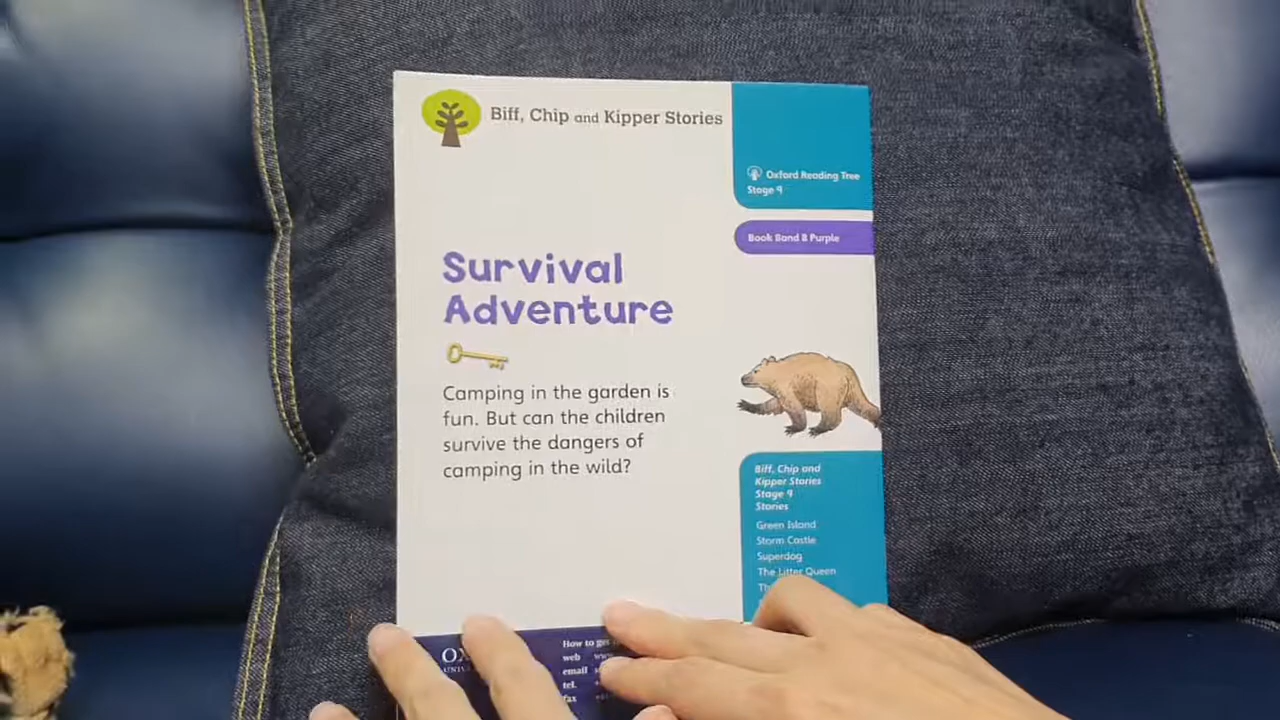 Biff, Chip and Kipper Stories
Oxford Reading Tree
Stage 9
Book Band 8 Purple
Survival
Adventure
Camping in the garden is
fun. But can the children
survive the dangers of
camping in the wild?
Biff, Chip and
Kipper Stories
Stage 9
Stories
Green Island
Storm Castle
Superdog
The Litter Queen
How to get
web
email
tel.
fax